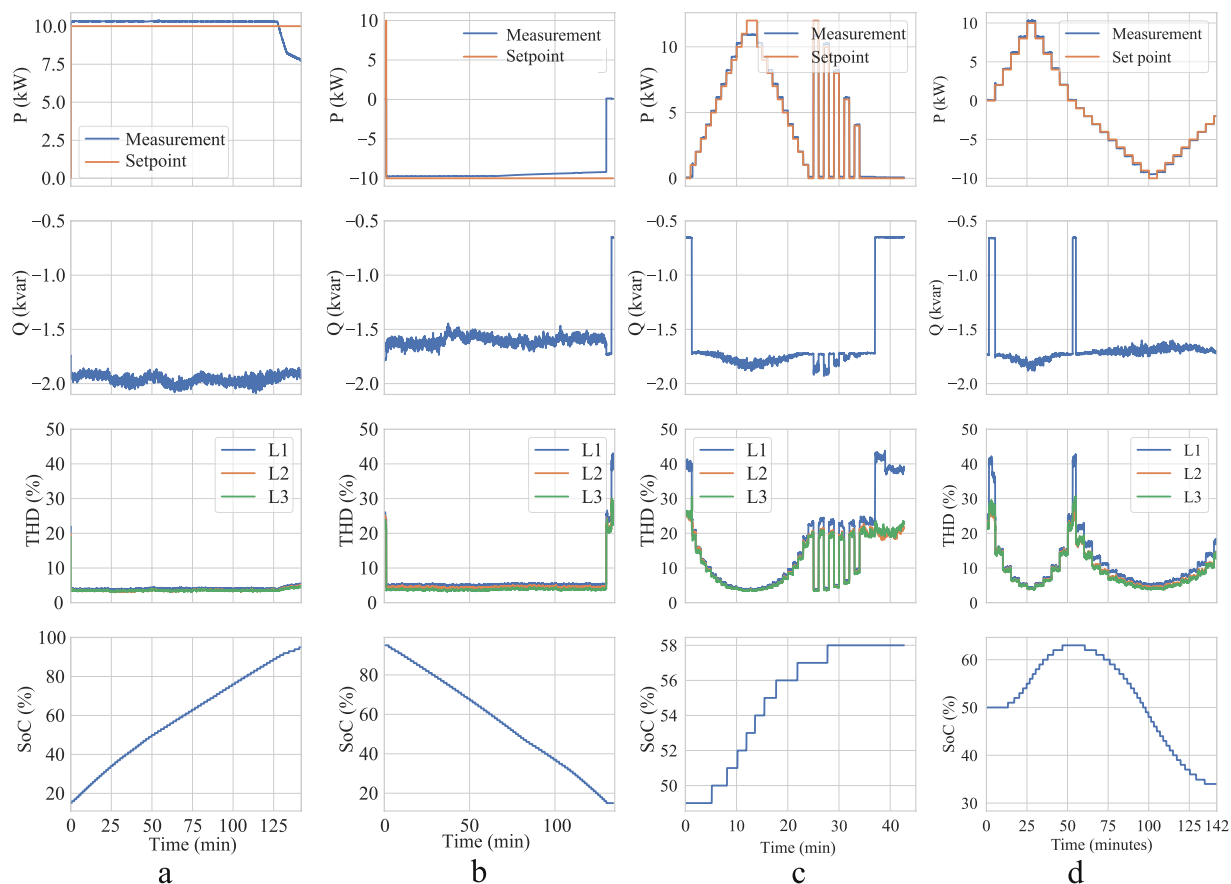 10.0
7.5
5.0
2.5
0.0
P (kW)
Measurement
Setpoint
10
5
0
−5
−10
P (kW)
Measurement
Setpoint
10
5
0
P (kW)
Measurement
Setpoint
10
5
0
−5
−10
P (kW)
Measurement
Set point
−0.5
−1.0
−1.5
−2.0
Q (kvar)
−0.5
−1.0
−1.5
−2.0
Q (kvar)
−0.5
−1.0
−1.5
−2.0
Q (kvar)
−0.5
−1.0
−1.5
−2.0
Q (kvar)
50
40
30
20
10
0
THD (%)
L1
L2
L3
50
40
30
20
10
0
THD (%)
L1
L2
L3
50
40
30
20
10
0
THD (%)
L1
L2
L3
50
40
30
20
10
0
THD (%)
L1
L2
L3
100
80
60
40
20
SoC (%)
0 25 50 75 100 125
Time (min)
80
60
40
20
SoC (%)
0 50 100
Time (min)
58
56
54
52
50
SoC (%)
0 10 20 30 40
Time (min)
60
50
40
30
SoC (%)
0 25 50 75 100 125 142
Time (minutes)
a b c d